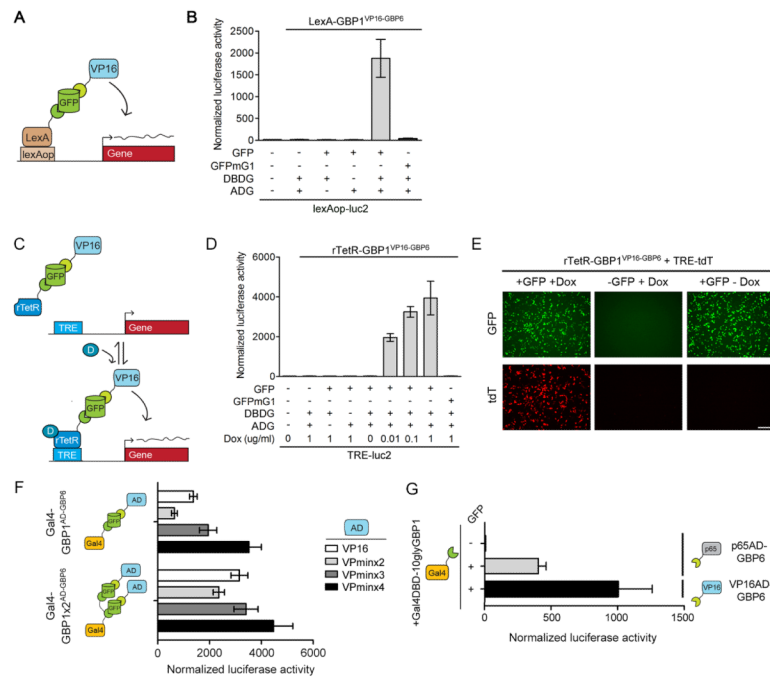 A
VP16
GFP
LexA
lexAop
Gene
B
LexA-GBP1VP16-GBP6
Normalized luciferase activity
2500
2000
1500
1000
500
0
GFP - - + + + -
GFPmG1 - - - - - +
DBDG - + + - + +
ADG - + - + + +
lexAop-luc2
C
VP16
GFP
rTetR
TRE
Gene
D
VP16
GFP
D
rTetR
TRE
Gene
D
rTetR-GBP1VP16-GBP6
Normalized luciferase activity
6000
4000
2000
0
GFP - - + + + + + + -
GFPmG1 - - - - - - - - +
DBDG - + + - + + + + +
ADG - + - + + + + + +
Dox (ug/ml) 0 1 1 1 0 0.01 0.1 1 1
TRE-luc2
E
rTetR-GBP1VP16-GBP6 + TRE-tdT
+GFP +Dox -GFP + Dox +GFP - Dox
GFP
tdT
F
Gal4-
GBP1AD-GBP6
AD
GFP
Gal4
Gal4-
GBP1x2AD-GBP6
AD
AD
GFP
GFP
Gal4
AD
VP16
VPminx2
VPminx3
VPminx4
0 2000 4000 6000
Normalized luciferase activity
G
GFP
+Gal4DBD-10glyGBP1
Gal4
-
+
+
p65
p65AD-
GBP6
VP16
VP16AD
GBP6
0 500 1000 1500
Normalized luciferase activity